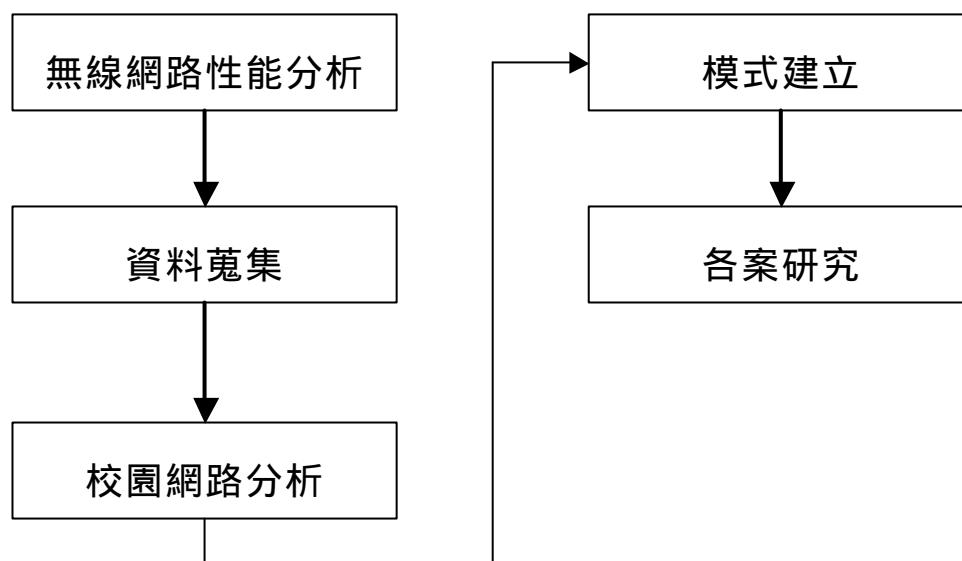 無線網路性能分析
資料蒐集
校園網路分析
模式建立
各案研究